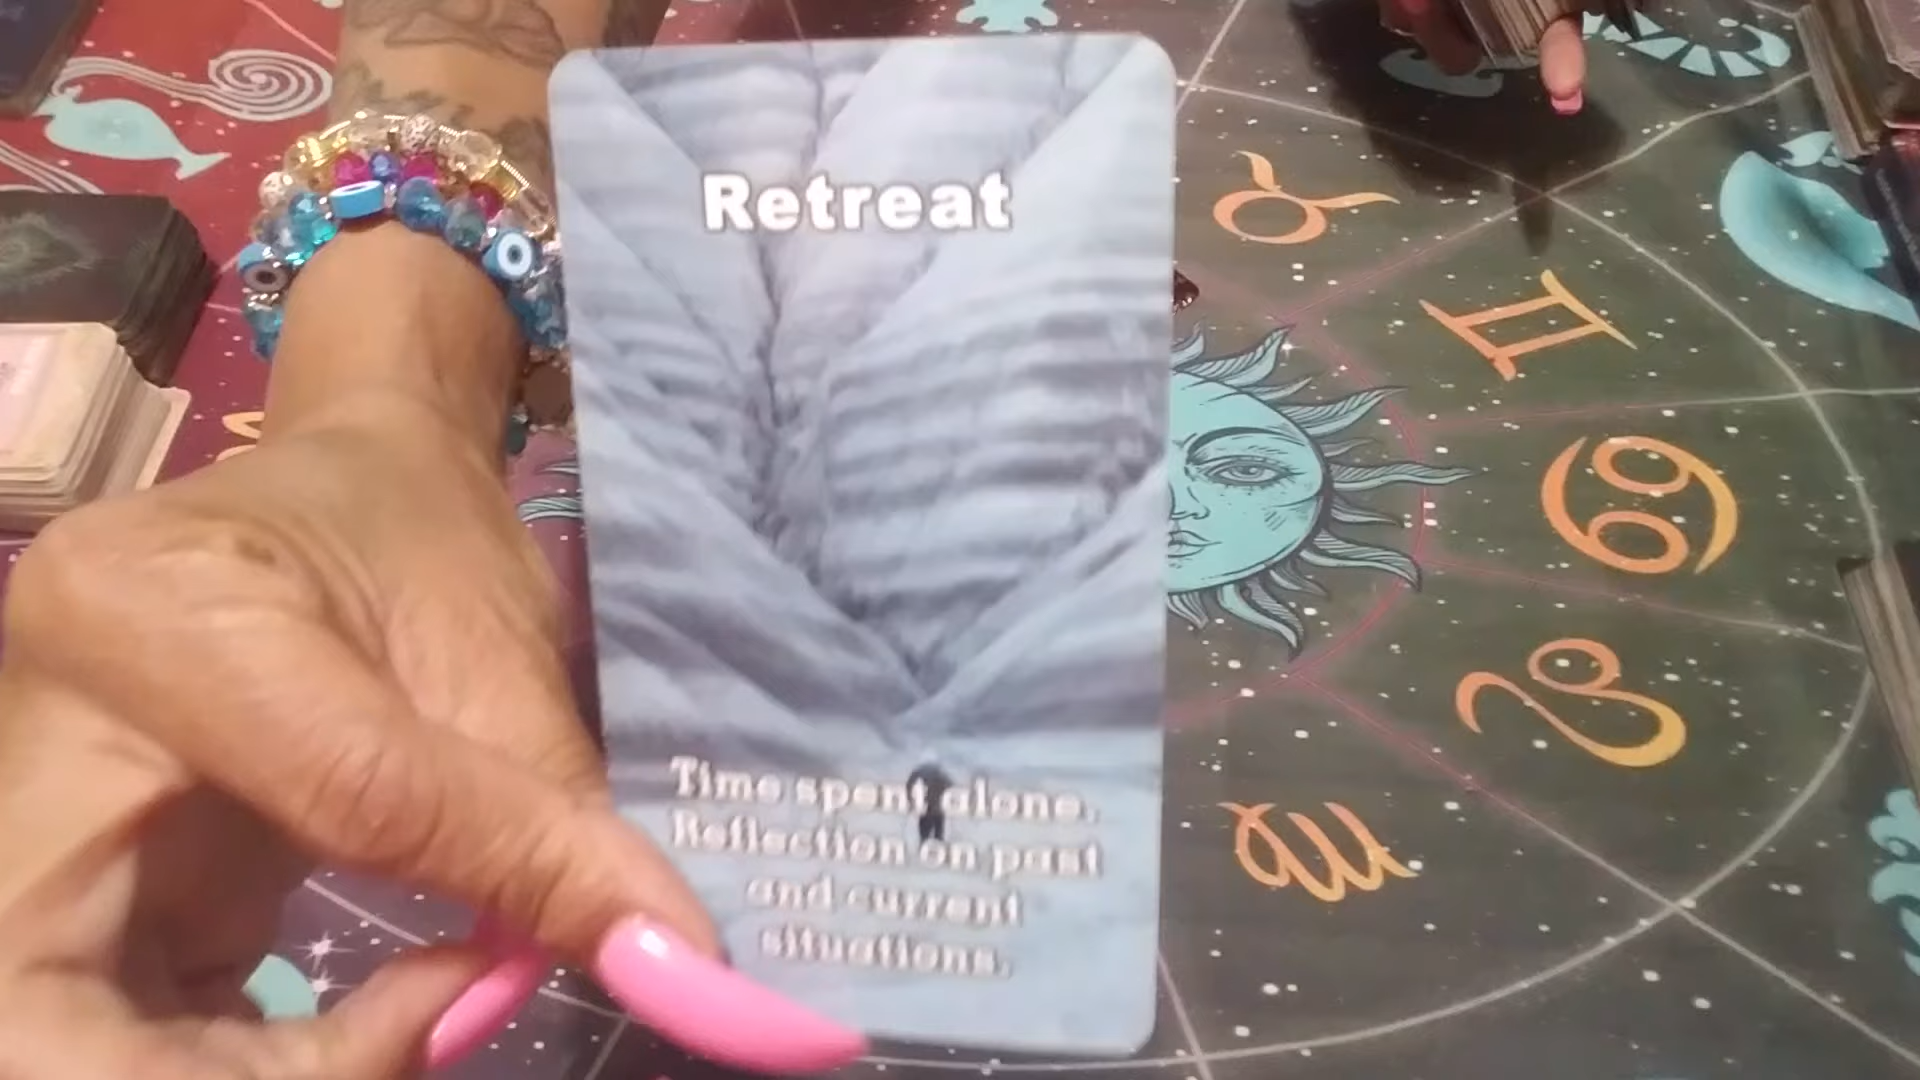 Retreat
Time spent alone.
Reflection on past
and current
situations.